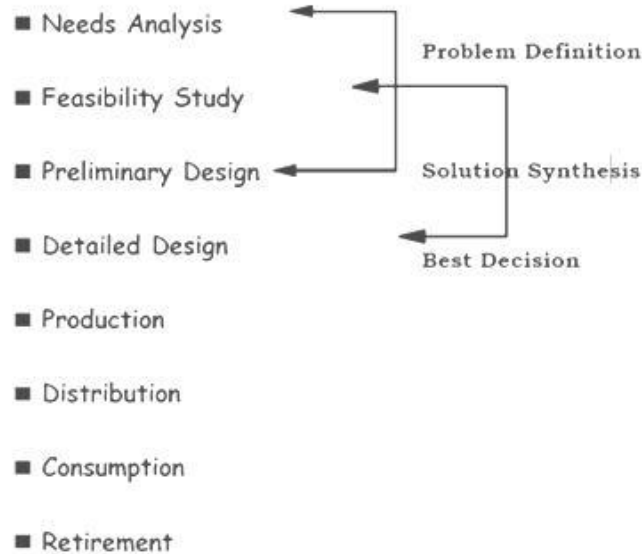 ■ Needs Analysis
Problem Definition
■ Feasibility Study
■ Preliminary Design
Solution Synthesis
■ Detailed Design
Best Decision
■ Production
■ Distribution
■ Consumption
■ Retirement